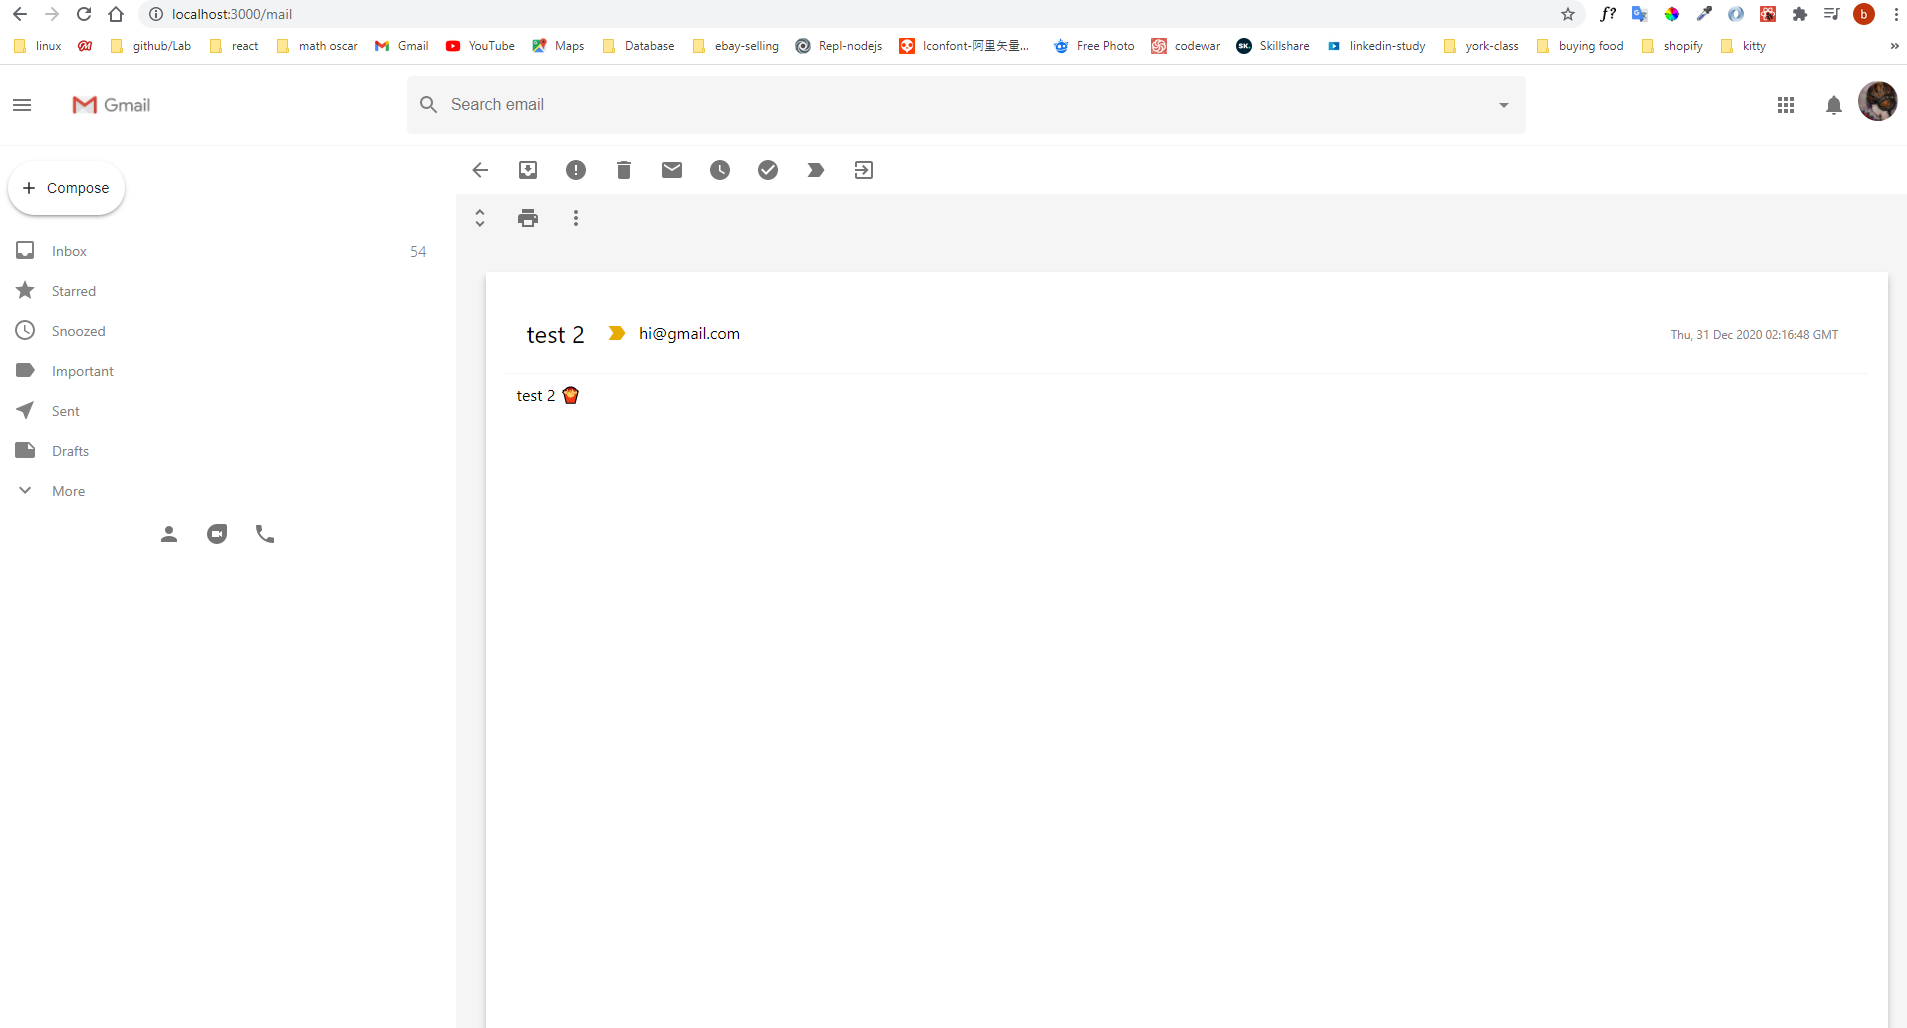 localhost:3000/mail
f?
b
linux
github/Lab
react
math oscar
Gmail
YouTube
Maps
Database
ebay-selling
Repl-nodejs
Iconfont-阿里矢量...
Free Photo
codewar
SK.
Skillshare
linkedin-study
york-class
buying food
shopify
kitty
»
Gmail
Search email
Compose
Inbox 54
Starred
Snoozed
Important
Sent
Drafts
More
test 2 hi@gmail.com Thu, 31 Dec 2020 02:16:48 GMT
test 2 🍟